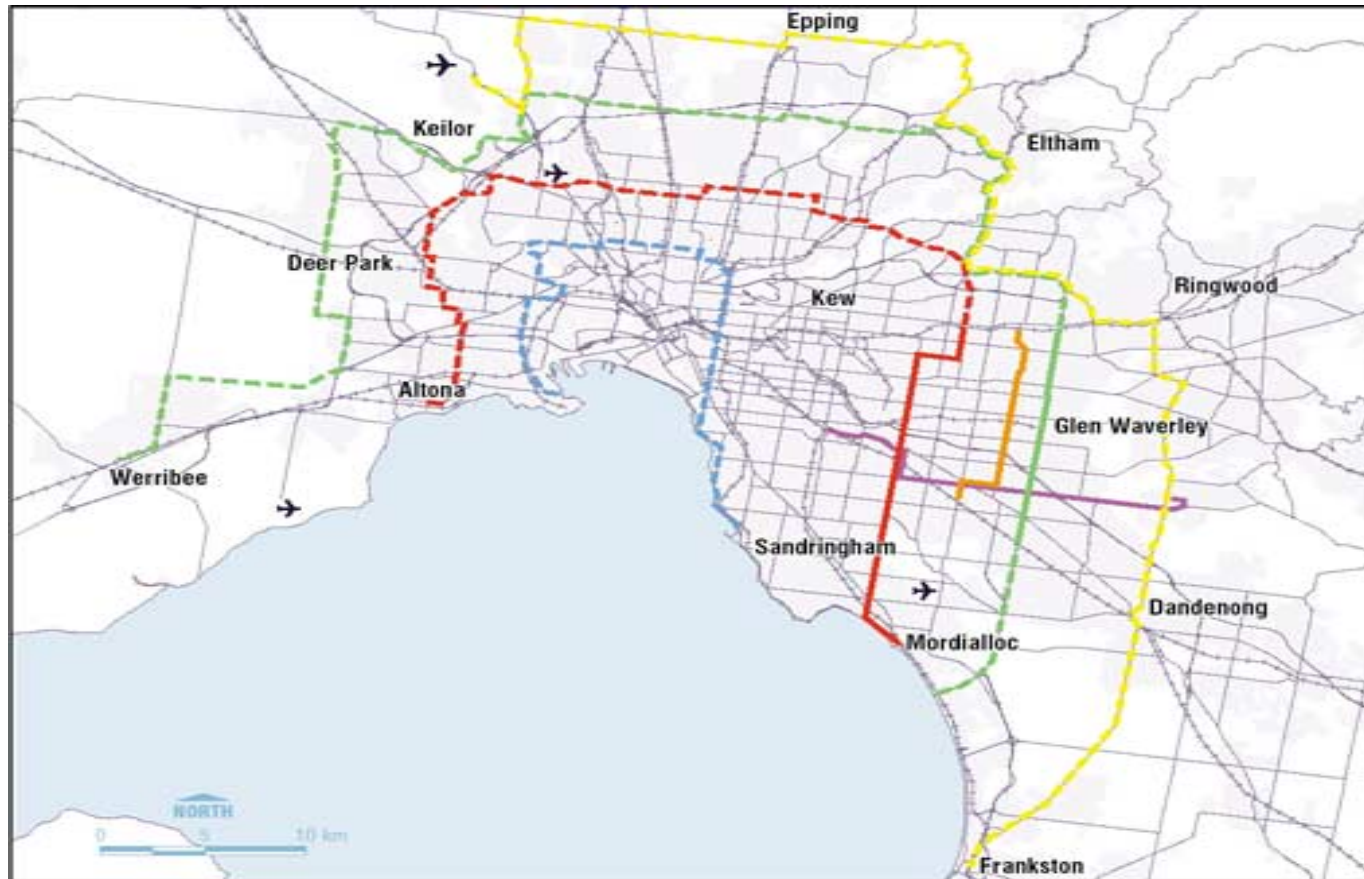 Epping
Keilor
Eltham
Deer Park
Kew
Ringwood
Altona
Glen Waverley
Werribee
Sandringham
Dandenong
Mordialloc
NORTH
0 5 10 km
Frankston